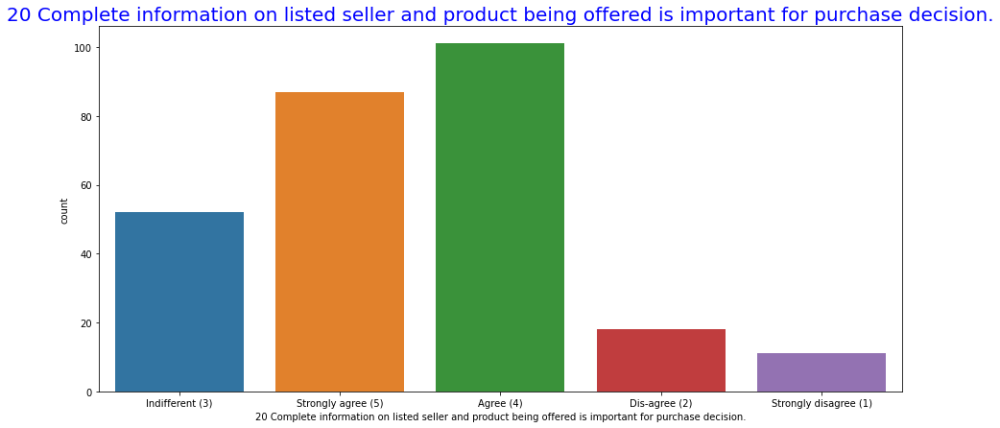 20 Complete information on listed seller and product being offered is important for purchase decision.
100
80
60
40
20
0
count
Indifferent (3) Strongly agree (5) Agree (4) Dis-agree (2) Strongly disagree (1)
20 Complete information on listed seller and product being offered is important for purchase decision.